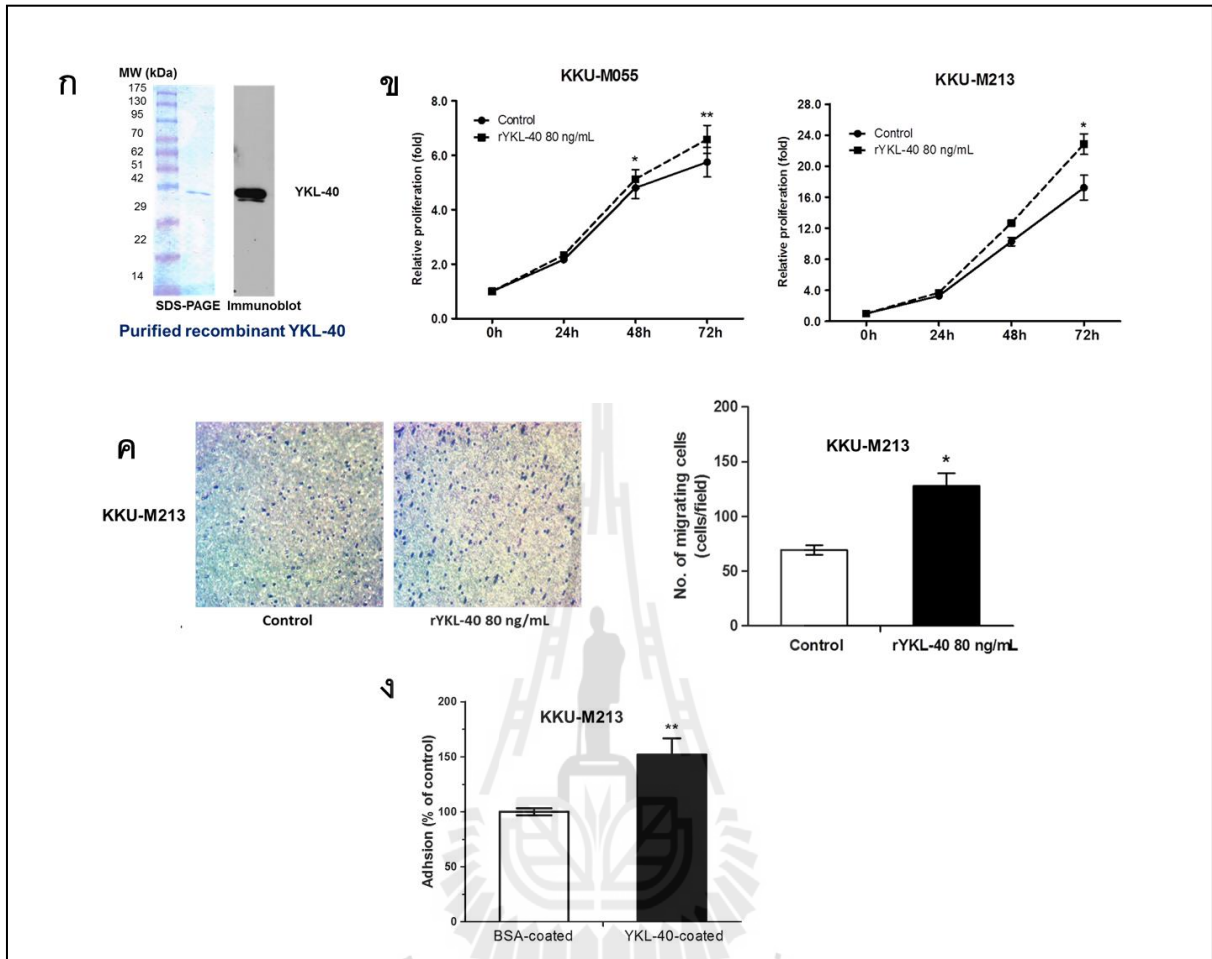 ก
MW (kDa)
175
130
95
70
62
51
42
29
22
14
YKL-40
SDS-PAGE Immunoblot
Purified recombinant YKL-40
ข
KKU-M055
Relative proliferation (fold)
8.0
6.0
4.0
2.0
0.0
Control
rYKL-40 80 ng/mL
*
**
0h 24h 48h 72h
KKU-M213
Relative proliferation (fold)
28.0
24.0
20.0
16.0
12.0
8.0
4.0
0.0
Control
rYKL-40 80 ng/mL
*
0h 24h 48h 72h
ค
KKU-M213
Control
rYKL-40 80 ng/mL
No. of migrating cells
(cells/field)
200
150
100
50
0
KKU-M213
*
Control rYKL-40 80 ng/mL
ง
Adhsion (% of control)
200
150
100
50
0
KKU-M213
**
BSA-coated YKL-40-coated